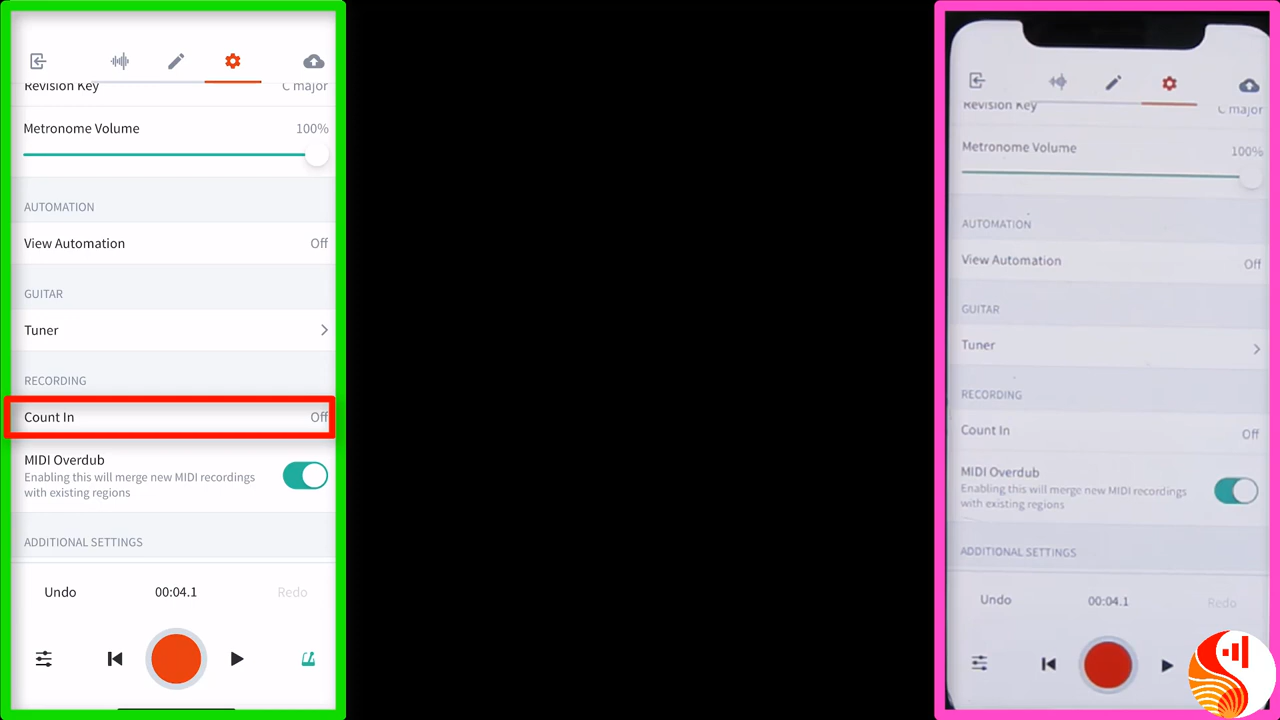 Revision Key
C major
Metronome Volume
100%
AUTOMATION
View Automation
Off
GUITAR
Tuner
RECORDING
Count In
Off
MIDI Overdub
Enabling this will merge new MIDI recordings
with existing regions
ADDITIONAL SETTINGS
Undo
00:04.1
Redo
Revision Key
C major
Metronome Volume
100%
AUTOMATION
View Automation
Off
GUITAR
Tuner
RECORDING
Count In
Off
MIDI Overdub
Enabling this will merge new MIDI recordings
with existing regions
ADDITIONAL SETTINGS
Undo
00:04.1
Redo